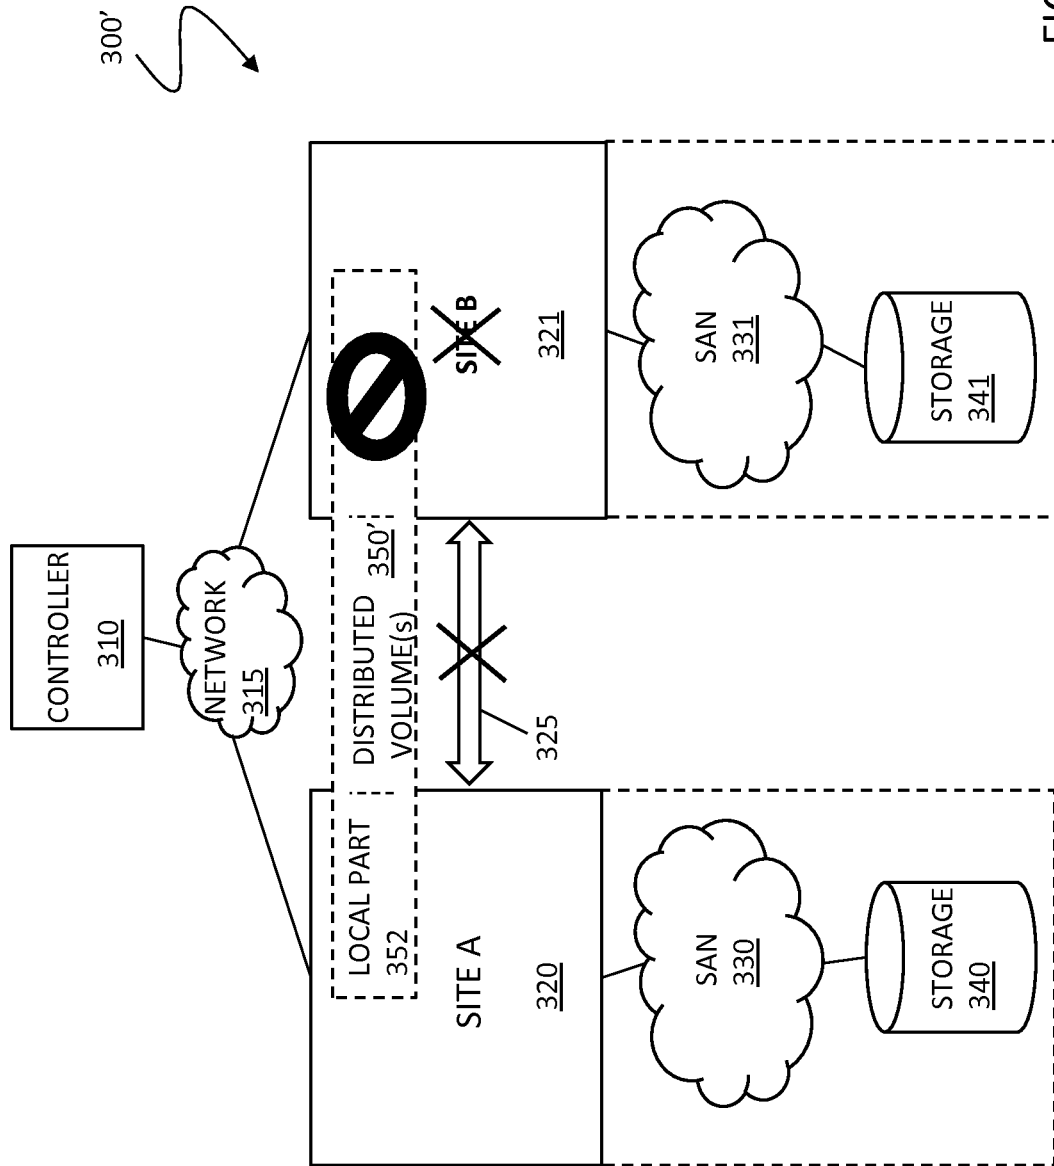 300'
CONTROLLER
310
NETWORK
315
LOCAL PART
352
DISTRIBUTED
VOLUME(s)
350'
SITE A
320
325
SITE B
321
SAN
330
SAN
331
STORAGE
340
STORAGE
341